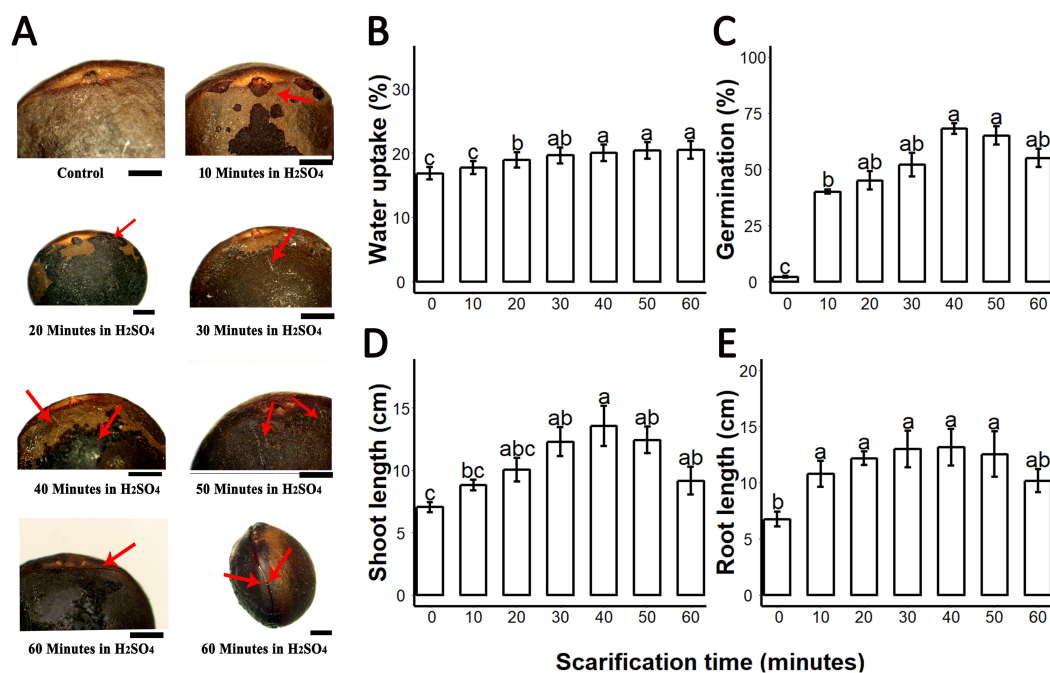 A
Control
10 Minutes in H2SO4
20 Minutes in H2SO4
30 Minutes in H2SO4
40 Minutes in H2SO4
50 Minutes in H2SO4
60 Minutes in H2SO4
60 Minutes in H2SO4
B
Water uptake (%)
30
20
10
0
c c b ab a a a
0 10 20 30 40 50 60
C
Germination (%)
100
75
50
25
0
c b ab ab a a ab
0 10 20 30 40 50 60
D
Shoot length (cm)
15
10
5
0
c bc abc ab a ab ab
0 10 20 30 40 50 60
E
Root length (cm)
20
15
10
5
0
b a a a a a ab
0 10 20 30 40 50 60
Scarification time (minutes)